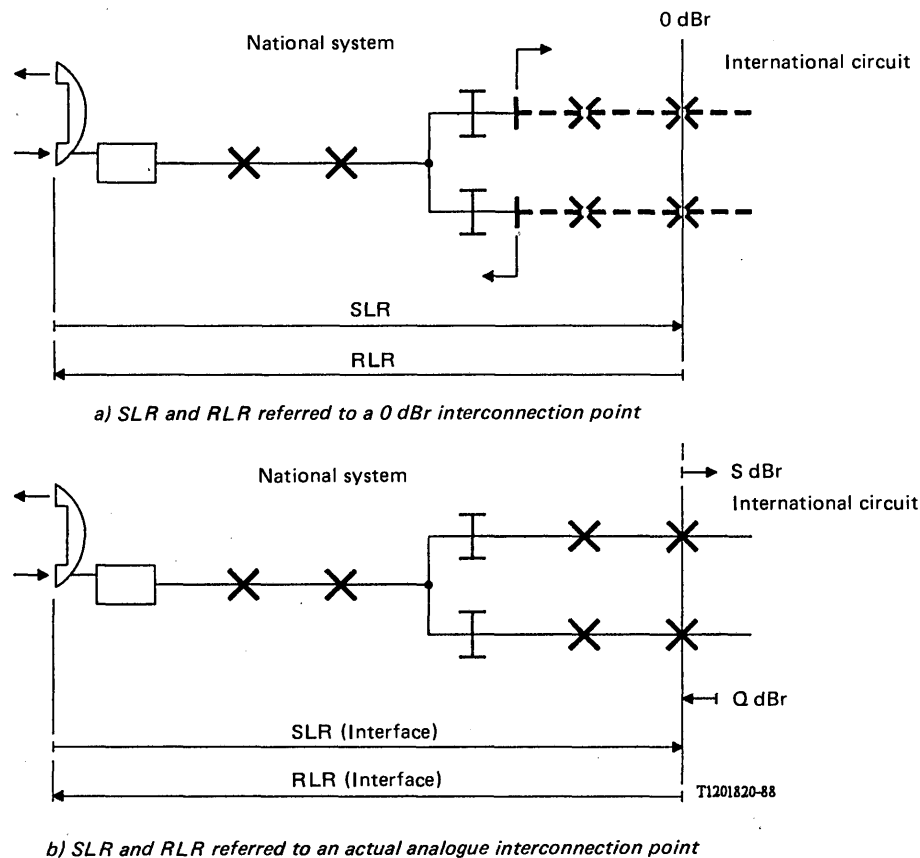 0 dBr
National system
International circuit
SLR
RLR
a) SLR and RLR referred to a 0 dBr interconnection point
National system
S dBr
International circuit
Q dBr
SLR (Interface)
RLR (Interface)
T1201820-88
b) SLR and RLR referred to an actual analogue interconnection point